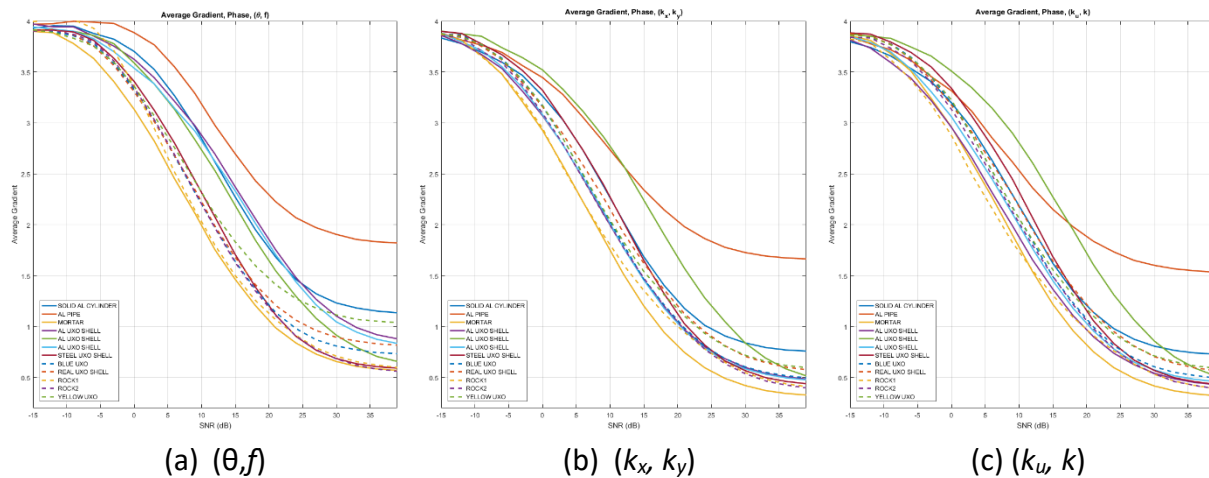 Average Gradient, Phase, (θ, f)
4
3.5
3
2.5
2
1.5
1
0.5
Average Gradient
SOLID AL CYLINDER
AL PIPE
MORTAR
AL UXO SHELL
AL UXO SHELL
AL UXO SHELL
STEEL UXO SHELL
BLUE UXO
REAL UXO SHELL
ROCK1
ROCK2
YELLOW UXO
-15 -10 -5 0 5 10 15 20 25 30 35
SNR (dB)
(a) (θ,f)
Average Gradient, Phase, (kx, ky)
4
3.5
3
2.5
2
1.5
1
0.5
Average Gradient
SOLID AL CYLINDER
AL PIPE
MORTAR
AL UXO SHELL
AL UXO SHELL
AL UXO SHELL
STEEL UXO SHELL
BLUE UXO
REAL UXO SHELL
ROCK1
ROCK2
YELLOW UXO
-15 -10 -5 0 5 10 15 20 25 30 35
SNR (dB)
(b) (kx, ky)
Average Gradient, Phase, (ku, k)
4
3.5
3
2.5
2
1.5
1
0.5
Average Gradient
SOLID AL CYLINDER
AL PIPE
MORTAR
AL UXO SHELL
AL UXO SHELL
AL UXO SHELL
STEEL UXO SHELL
BLUE UXO
REAL UXO SHELL
ROCK1
ROCK2
YELLOW UXO
-15 -10 -5 0 5 10 15 20 25 30 35
SNR (dB)
(c) (ku, k)